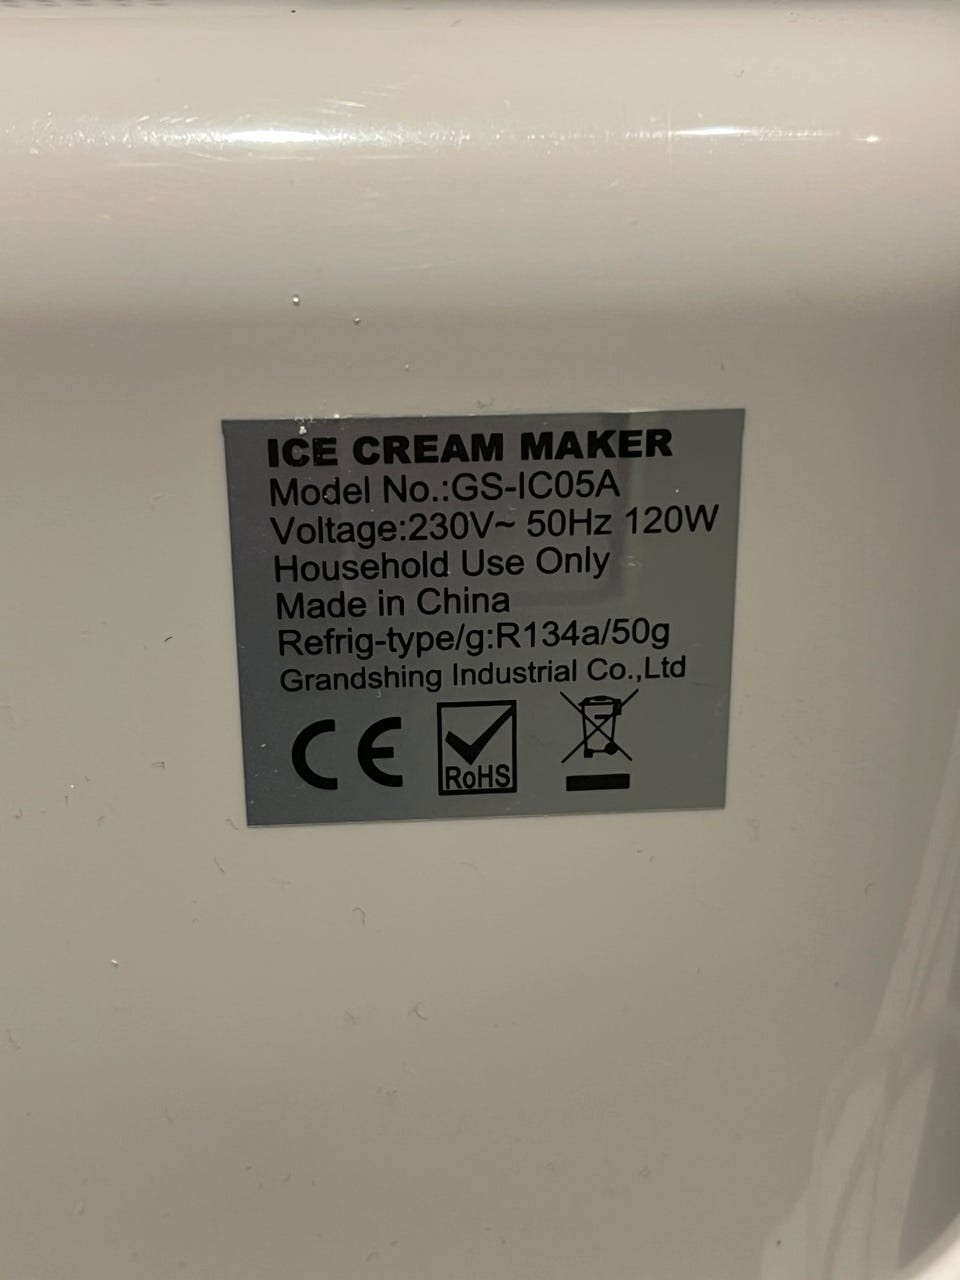 ICE CREAM MAKER
Model No.:GS-IC05A
Voltage:230V~ 50Hz 120W
Household Use Only
Made in China
Refrig-type/g:R134a/50g
Grandshing Industrial Co.,Ltd
CE RoHS